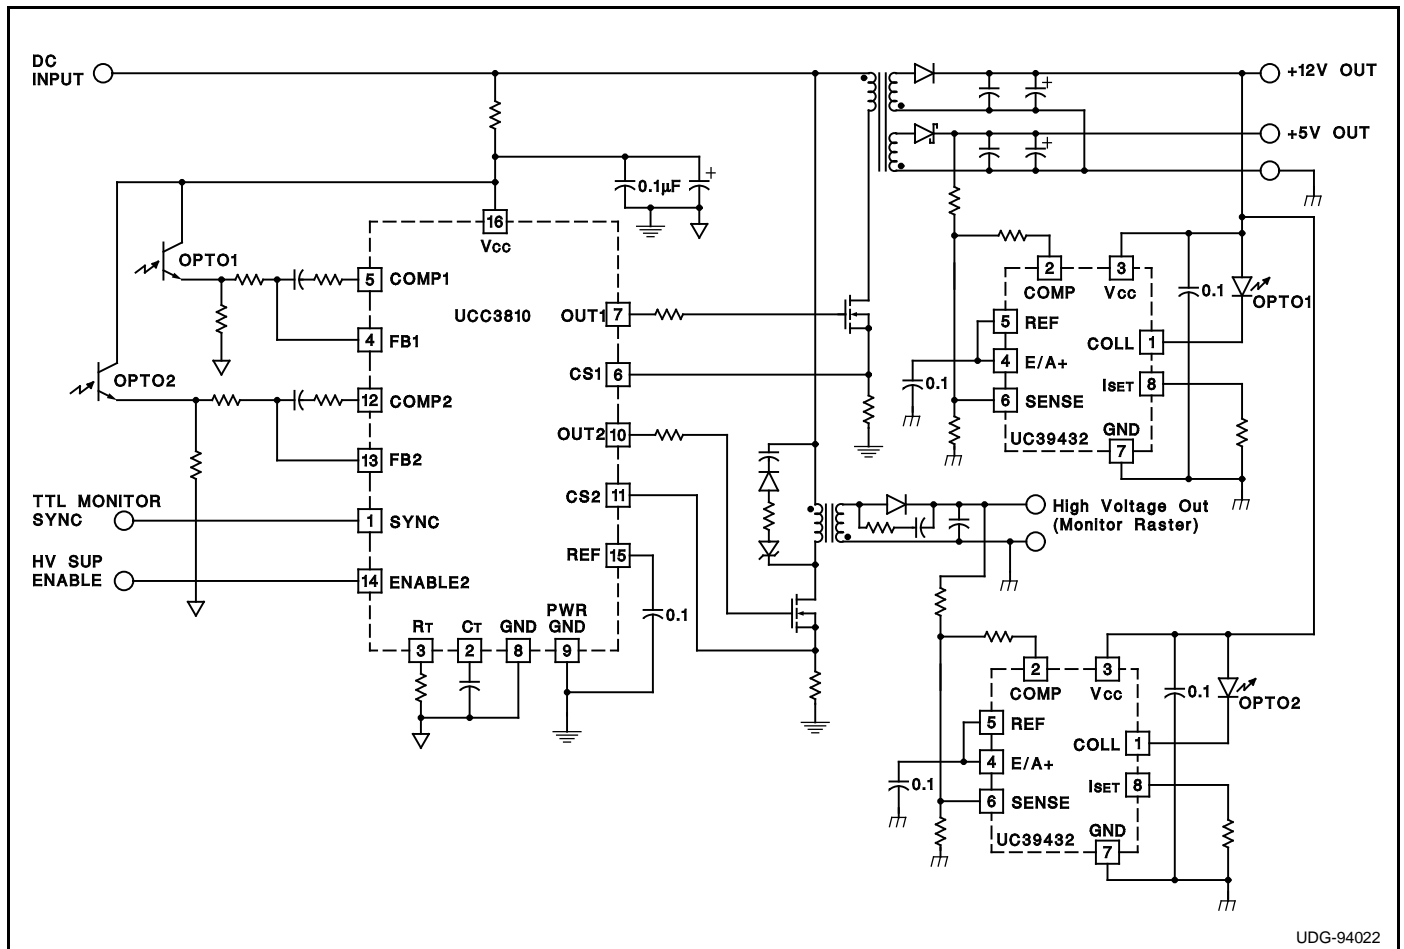 DC
INPUT
+12V OUT
+5V OUT
0.1µF
16
Vcc
OPTO1
5
COMP1
UCC3810
OUT1
7
4
FB1
CS1
6
OPTO2
12
COMP2
OUT2
10
13
FB2
CS2
11
TTL MONITOR
SYNC
1
SYNC
HV SUP
ENABLE
REF
15
14
ENABLE2
0.1
RT
CT
GND
PWR
GND
3
2
8
9
2
COMP
3
Vcc
0.1
OPTO1
5
REF
COLL
1
4
E/A+
0.1
ISET
8
6
SENSE
UC39432
GND
7
High Voltage Out
(Monitor Raster)
2
COMP
3
Vcc
0.1
OPTO2
5
REF
COLL
1
4
E/A+
0.1
ISET
8
6
SENSE
UC39432
GND
7
UDG-94022